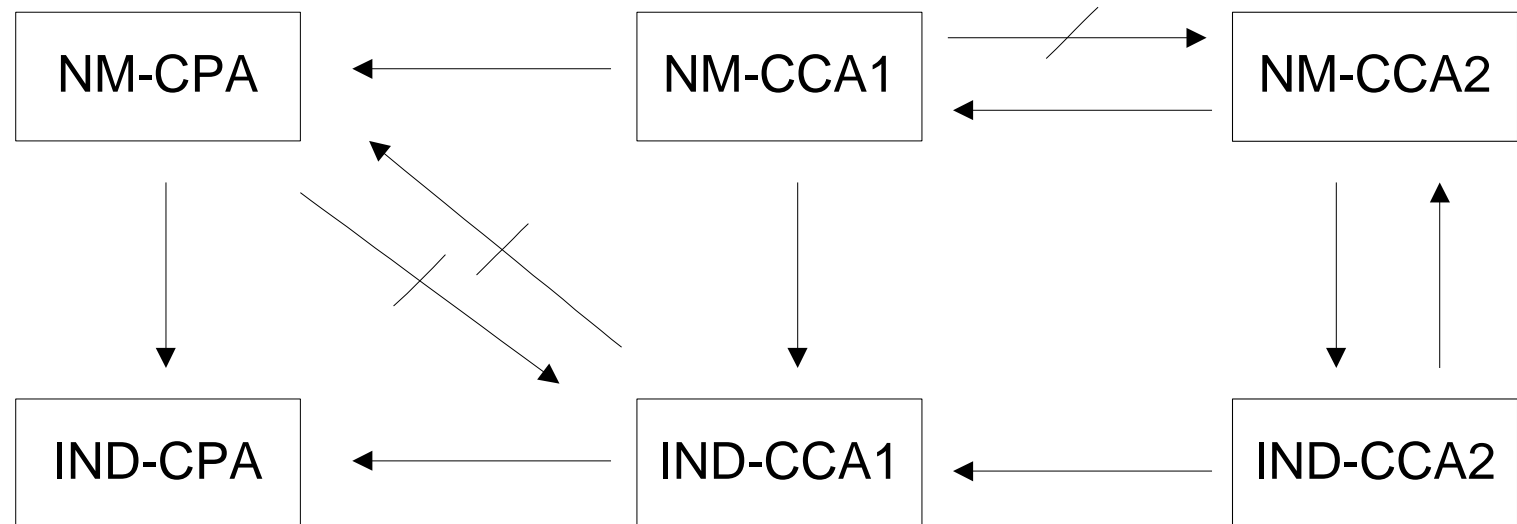 NM-CPA
NM-CCA1
NM-CCA2
IND-CPA
IND-CCA1
IND-CCA2